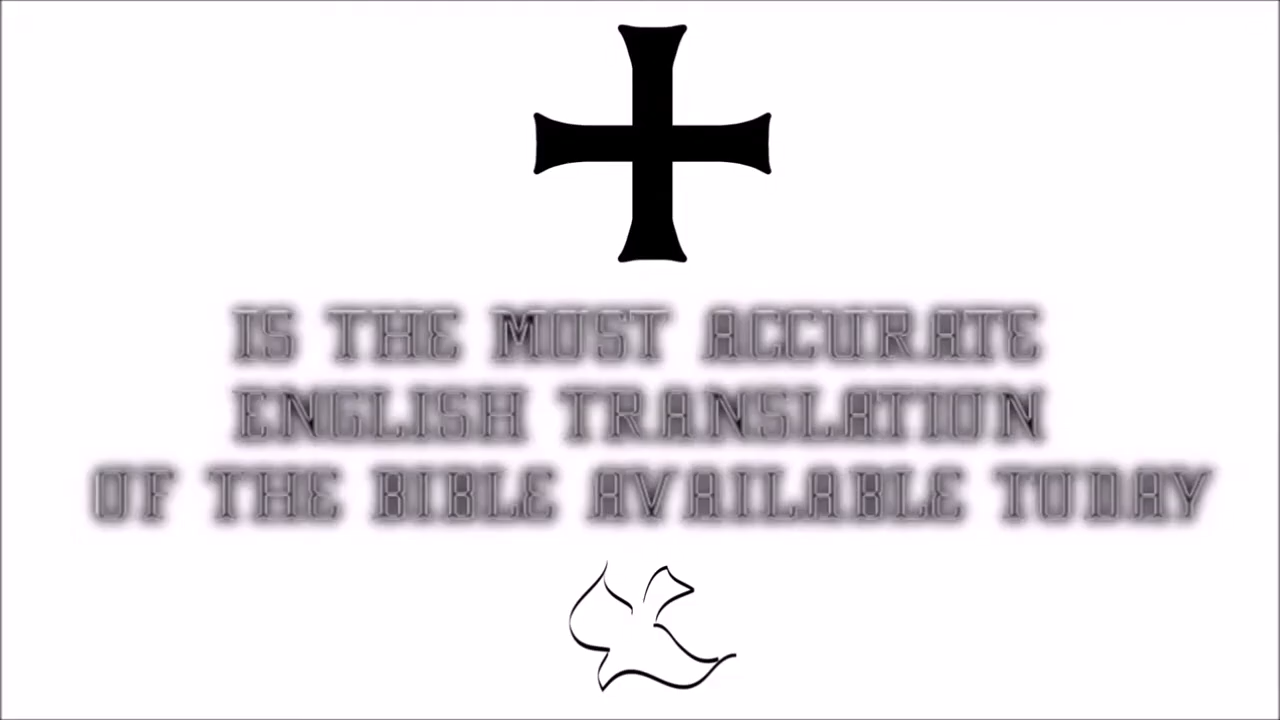 IS THE MOST ACCURATE
ENGLISH TRANSLATION
OF THE BIBLE AVAILABLE TODAY